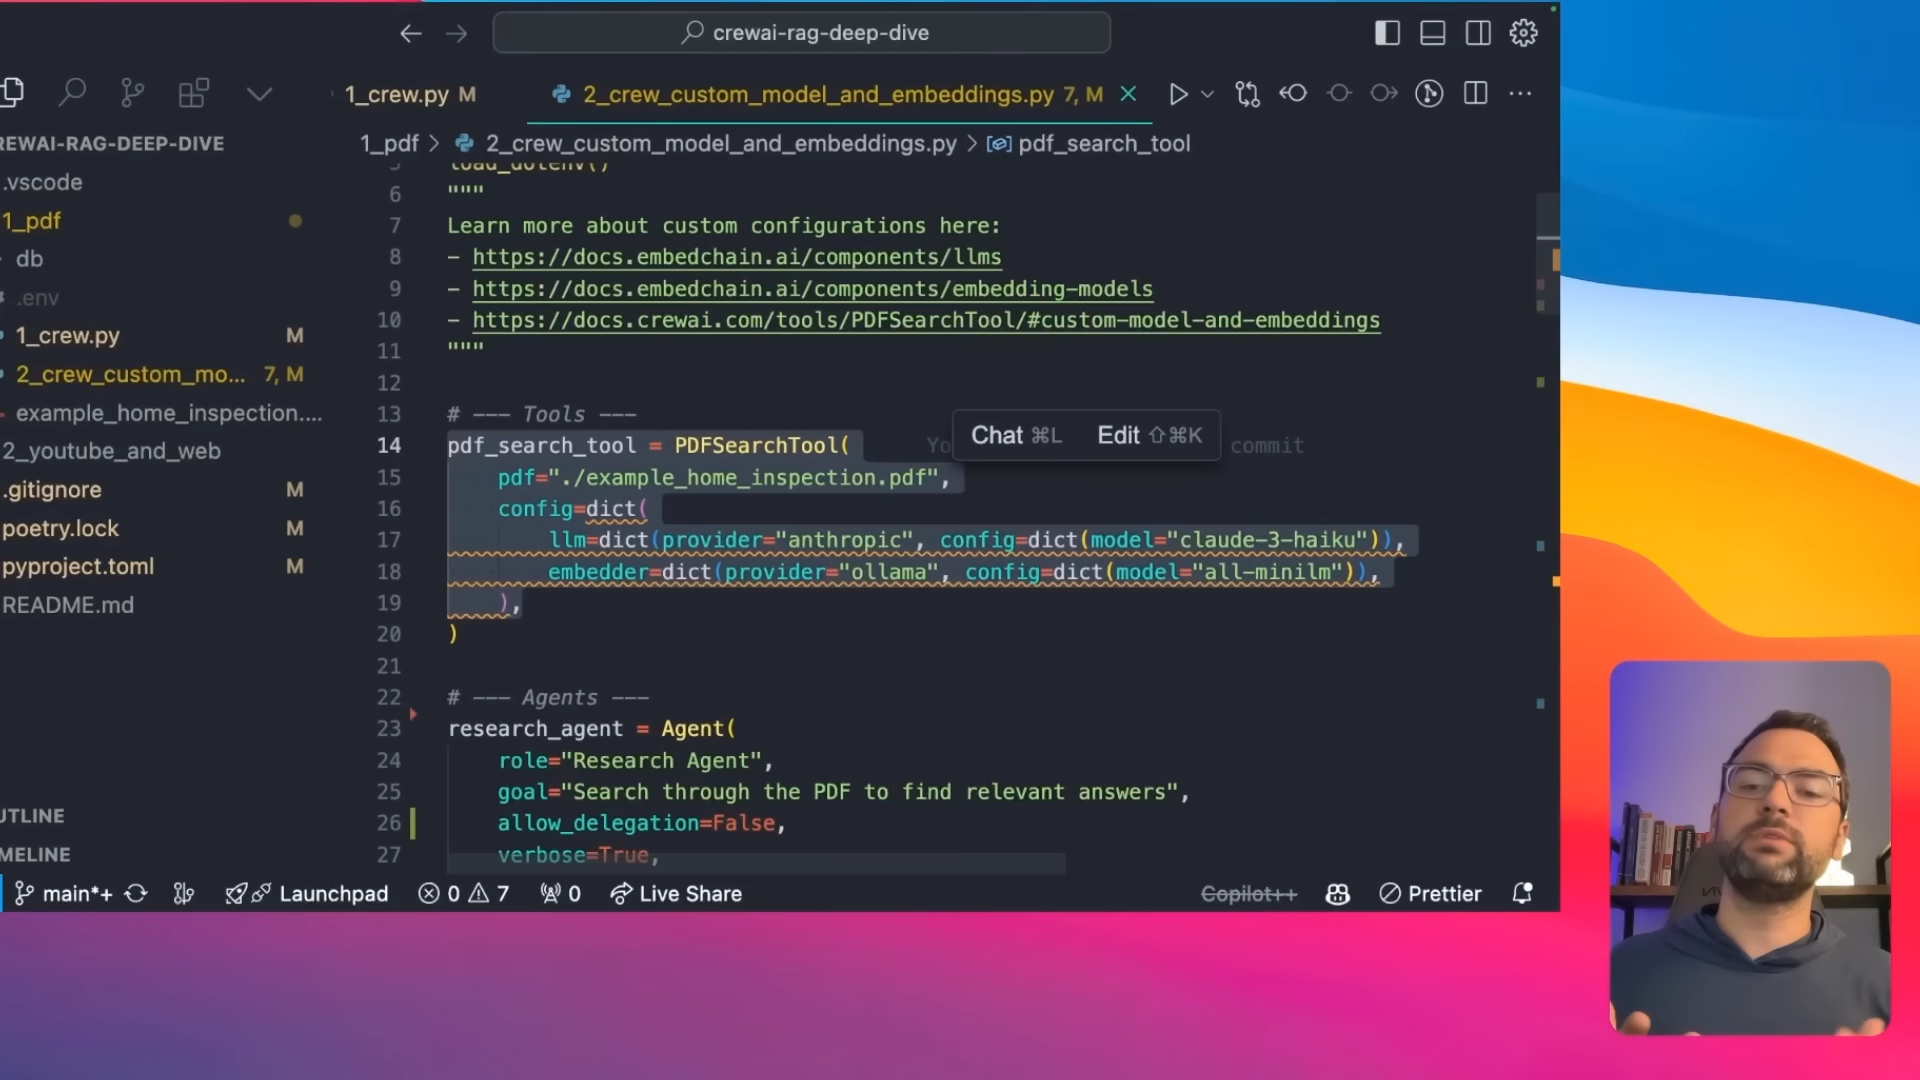 crewai-rag-deep-dive
1_crew.py M
2_crew_custom_model_and_embeddings.py 7, M
REWAI-RAG-DEEP-DIVE
1_pdf > 2_crew_custom_model_and_embeddings.py > pdf_search_tool
.vscode
1_pdf
db
.env
1_crew.py M
2_crew_custom_mo... 7, M
example_home_inspection....
2_youtube_and_web
.gitignore M
poetry.lock M
pyproject.toml M
README.md
UTLINE
MELINE
5 load_dotenv()
6 """
7 Learn more about custom configurations here:
8 - https://docs.embedchain.ai/components/llms
9 - https://docs.embedchain.ai/components/embedding-models
10 - https://docs.crewai.com/tools/PDFSearchTool/#custom-model-and-embeddings
11 """
12
13 # --- Tools ---
Chat ⌘L Edit ⇧⌘K
14 pdf_search_tool = PDFSearchTool( Yo commit
15 pdf="./example_home_inspection.pdf",
16 config=dict(
17 llm=dict(provider="anthropic", config=dict(model="claude-3-haiku")),
18 embedder=dict(provider="ollama", config=dict(model="all-minilm")),
19 ),
20 )
21
22 # --- Agents ---
23 research_agent = Agent(
24 role="Research Agent",
25 goal="Search through the PDF to find relevant answers",
26 allow_delegation=False,
27 verbose=True,
main*+ Launchpad 0 7 0 Live Share Copilot++ Prettier